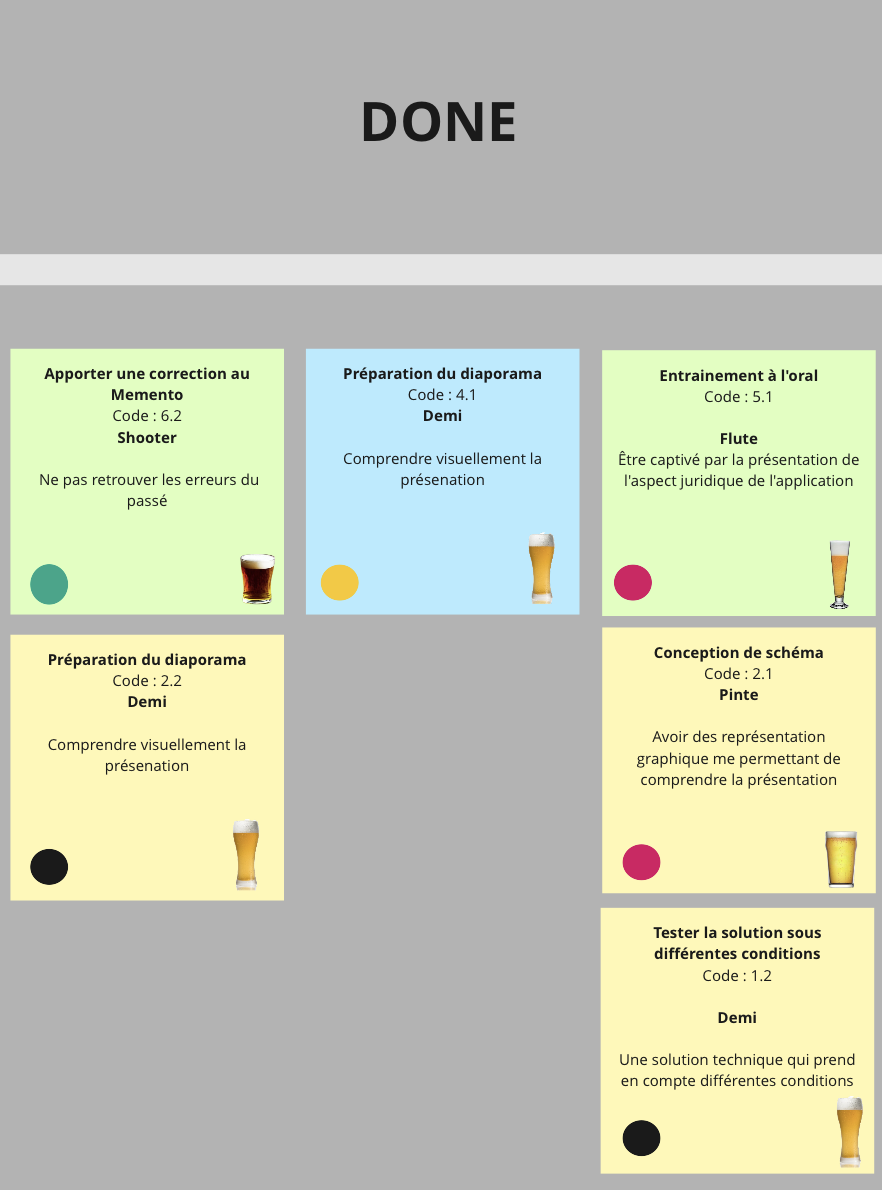 DONE
Apporter une correction au
Memento
Code : 6.2
Shooter
Ne pas retrouver les erreurs du
passé
Préparation du diaporama
Code : 4.1
Demi
Comprendre visuellement la
présenation
Entrainement à l'oral
Code : 5.1
Flute
Être captivé par la présentation de
l'aspect juridique de l'application
Préparation du diaporama
Code : 2.2
Demi
Comprendre visuellement la
présenation
Conception de schéma
Code : 2.1
Pinte
Avoir des représentation
graphique me permettant de
comprendre la présentation
Tester la solution sous
différentes conditions
Code : 1.2
Demi
Une solution technique qui prend
en compte différentes conditions